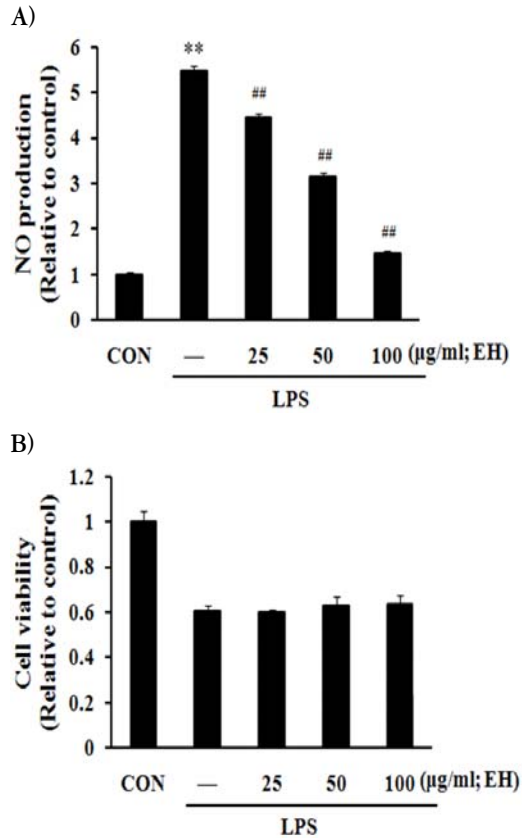 A)
NO production
(Relative to control)
6
5
4
3
2
1
0
**
##
##
##
CON — 25 50 100 (µg/ml; EH)
LPS
B)
Cell viability
(Relative to control)
1.2
1
0.8
0.6
0.4
0.2
0
CON — 25 50 100 (µg/ml; EH)
LPS